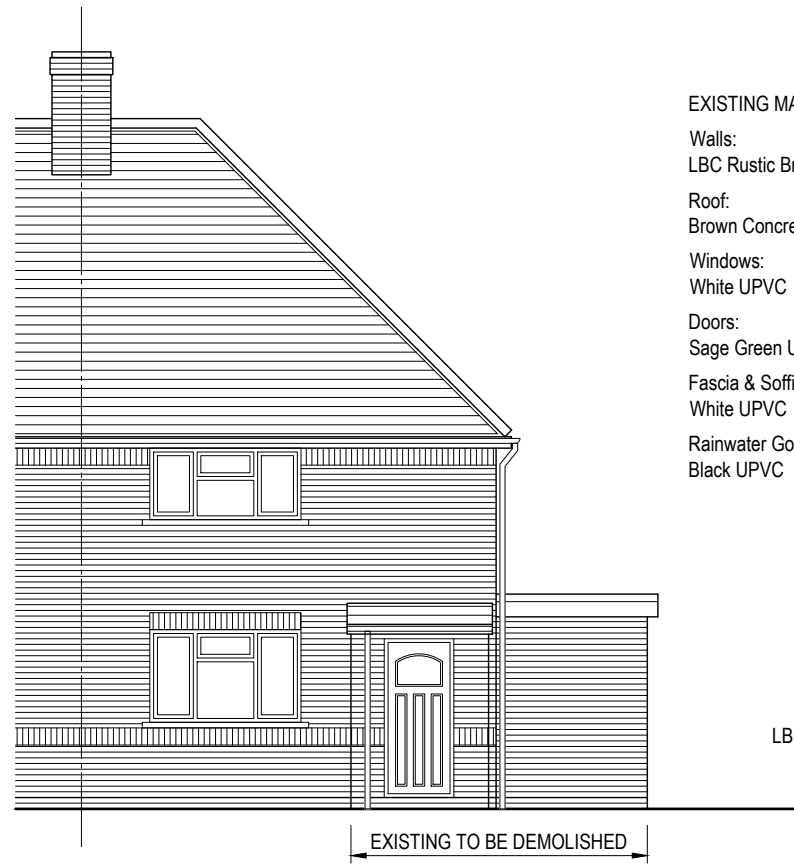 EXISTING MA
Walls:
LBC Rustic Br
Roof:
Brown Concre
Windows:
White UPVC
Doors:
Sage Green U
Fascia & Soffi
White UPVC
Rainwater Go
Black UPVC
LB
EXISTING TO BE DEMOLISHED